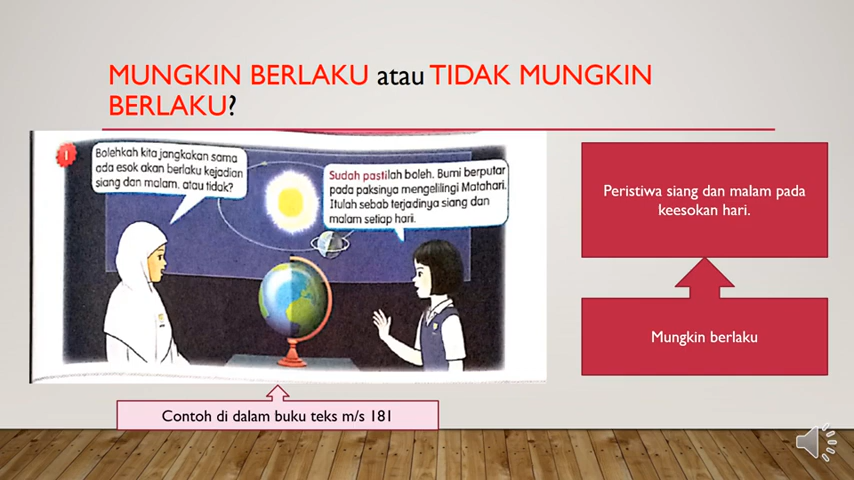 MUNGKIN BERLAKU atau TIDAK MUNGKIN
BERLAKU?
1
Bolehkah kita jangkakan sama
ada esok akan berlaku kejadian
siang dan malam, atau tidak?
Sudah pastilah boleh. Bumi berputar
pada paksinya mengelilingi Matahari.
Itulah sebab terjadinya siang dan
malam setiap hari.
Peristiwa siang dan malam pada
keesokan hari.
Mungkin berlaku
Contoh di dalam buku teks m/s 181